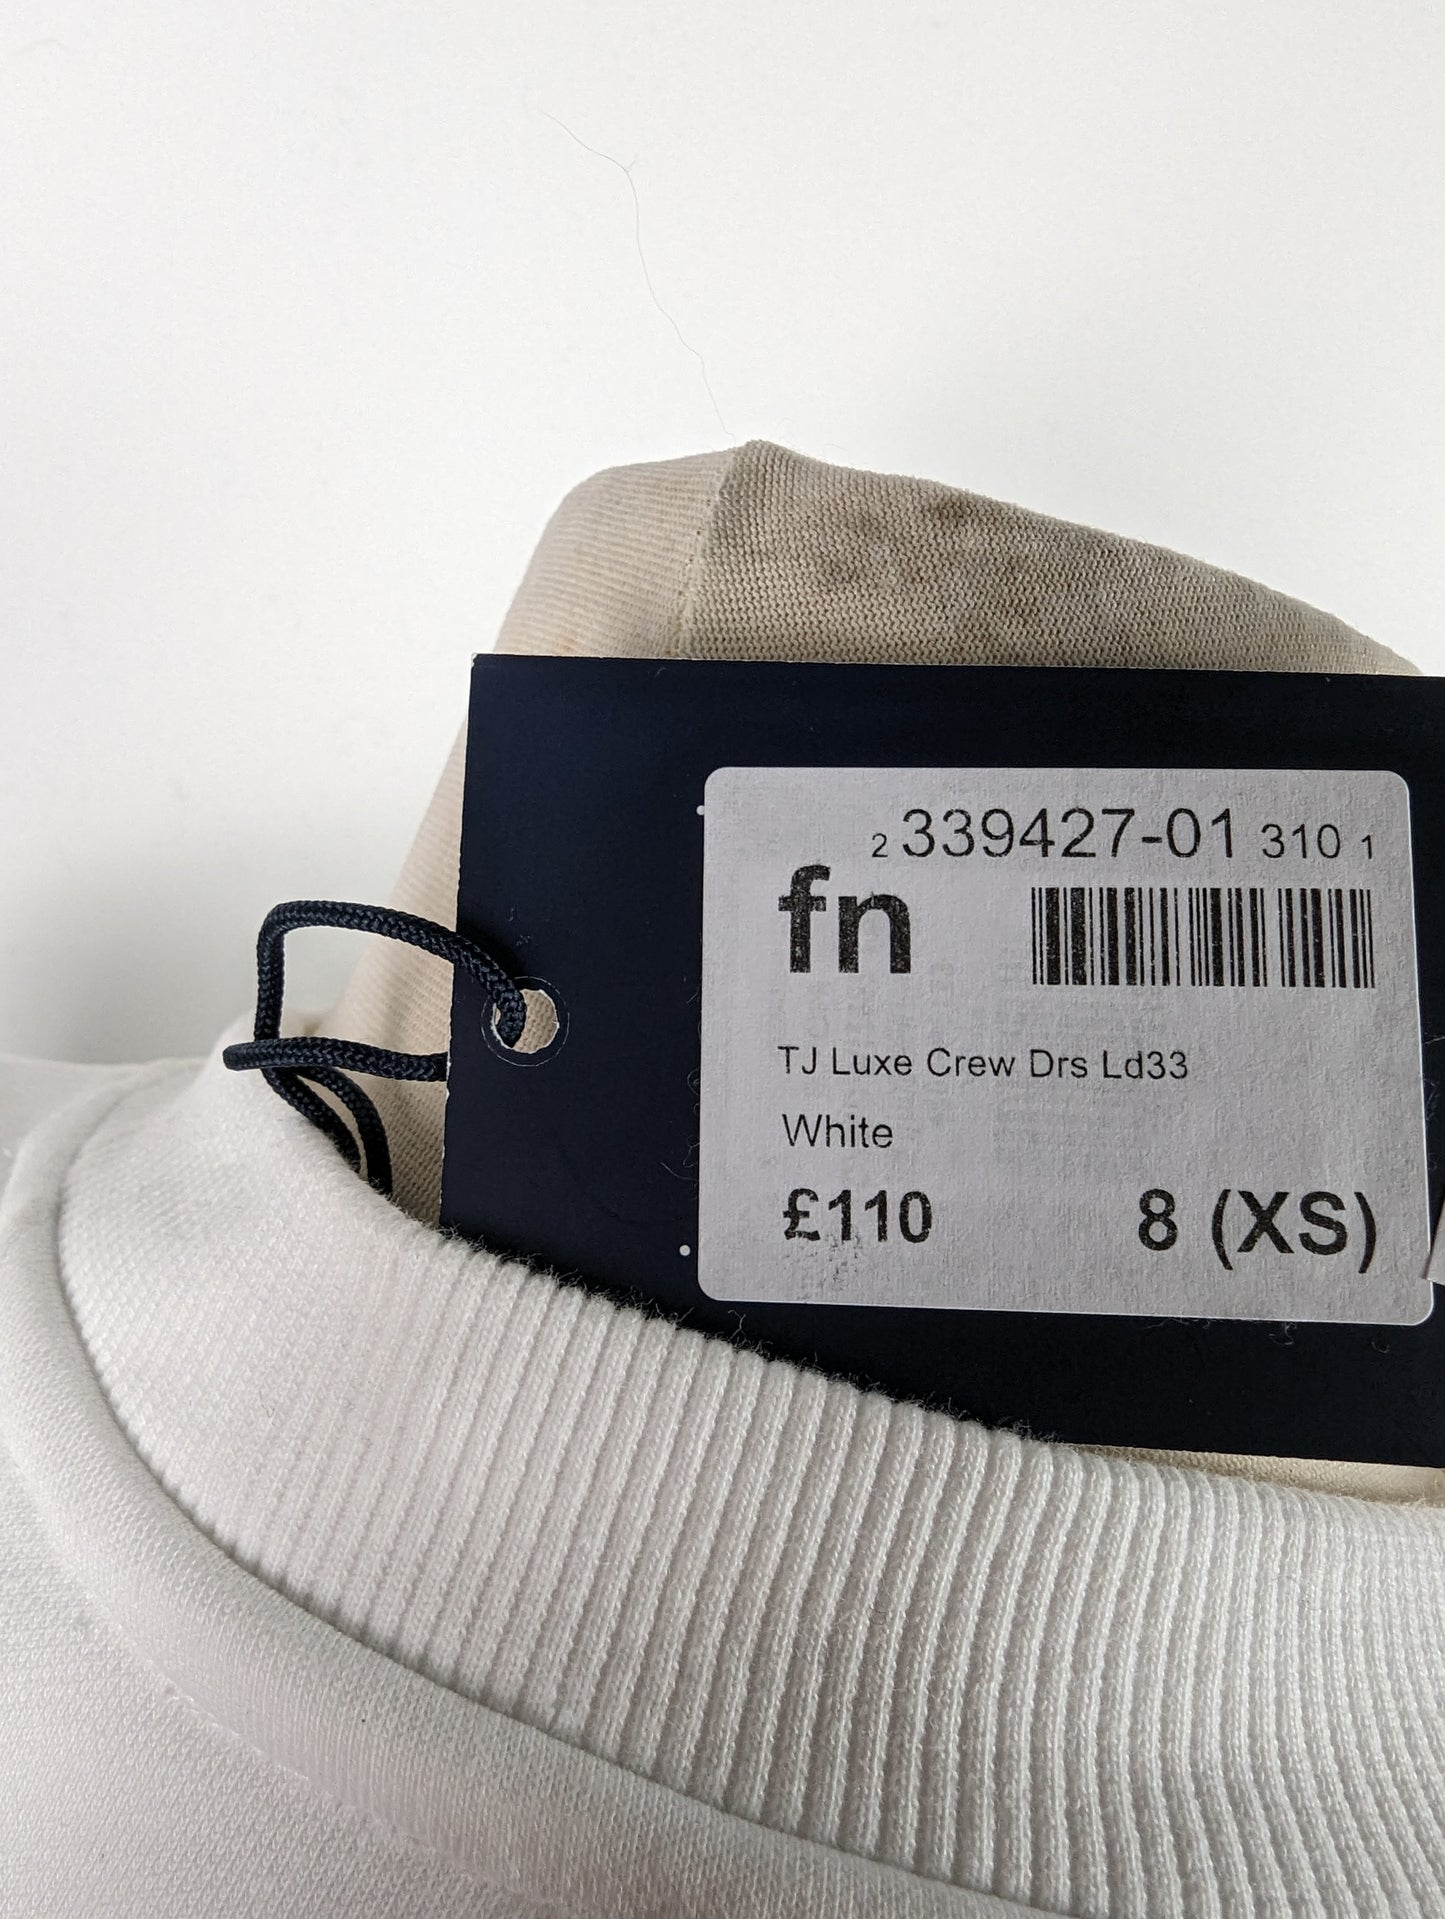 2 339427-01 310 1
fn
TJ Luxe Crew Drs Ld33
White
£110 8 (XS)